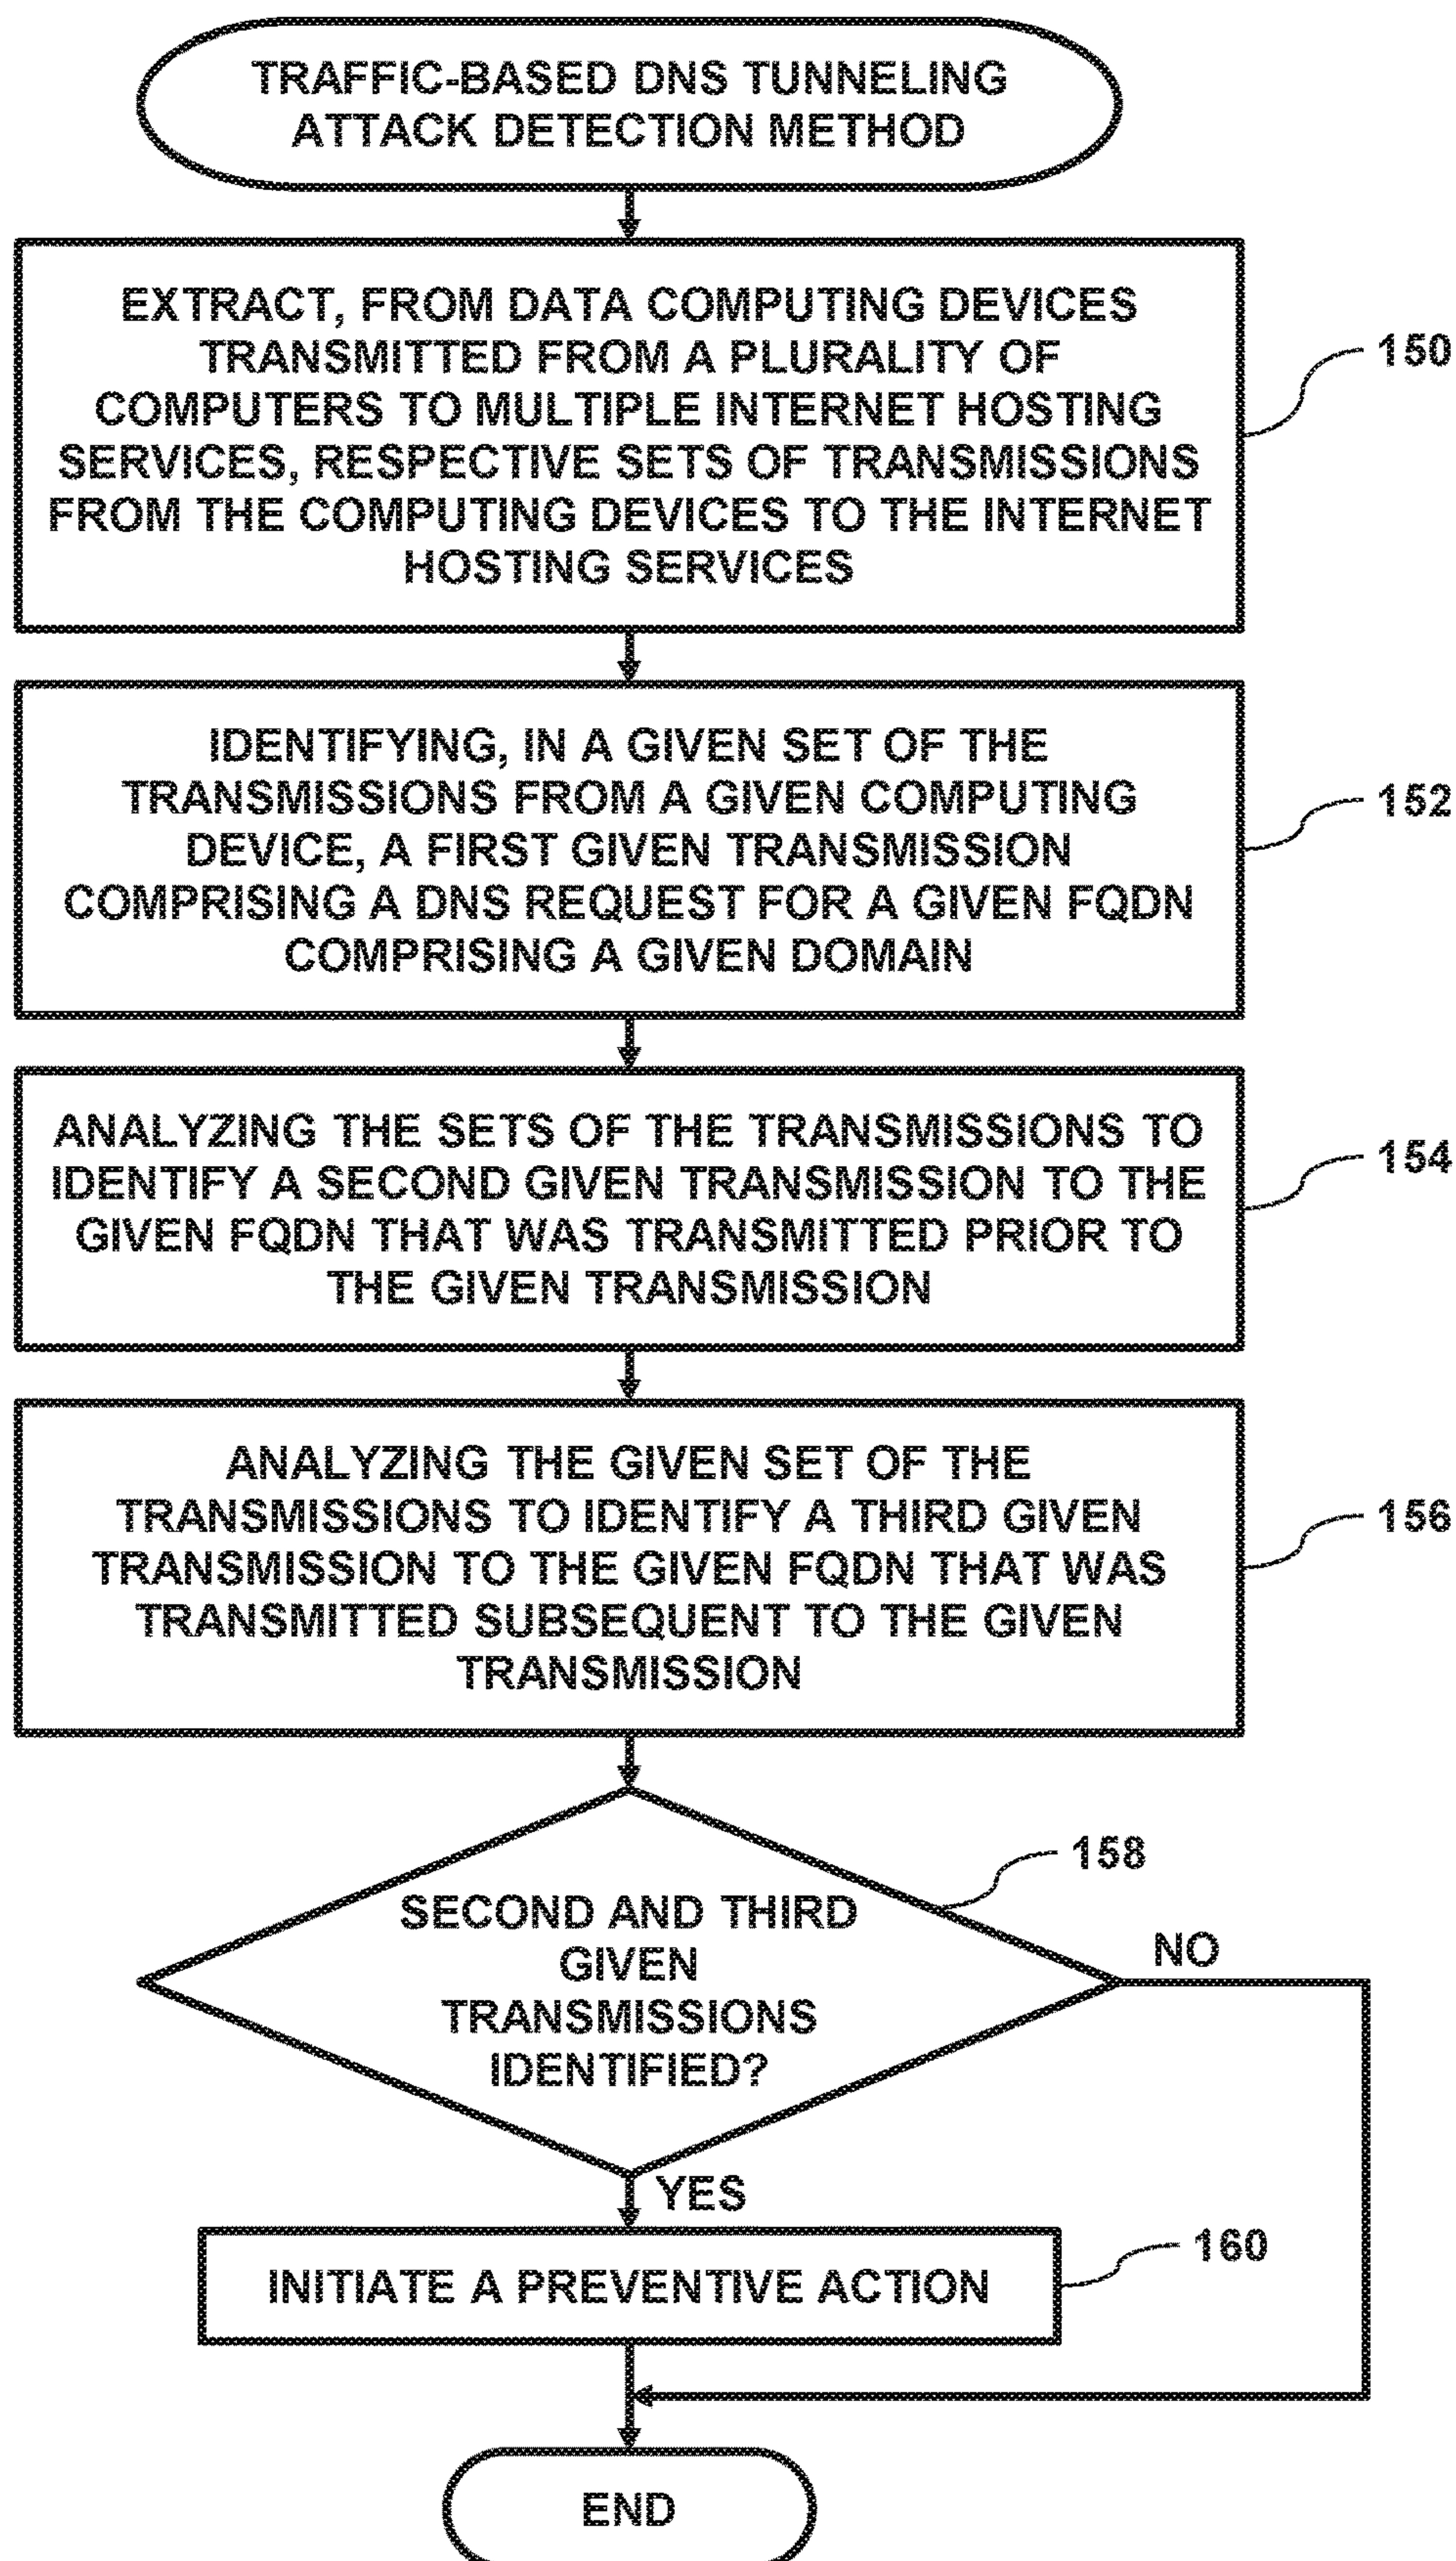 TRAFFIC-BASED DNS TUNNELING
ATTACK DETECTION METHOD
EXTRACT, FROM DATA COMPUTING DEVICES
TRANSMITTED FROM A PLURALITY OF
COMPUTERS TO MULTIPLE INTERNET HOSTING
SERVICES, RESPECTIVE SETS OF TRANSMISSIONS
FROM THE COMPUTING DEVICES TO THE INTERNET
HOSTING SERVICES
150
IDENTIFYING, IN A GIVEN SET OF THE
TRANSMISSIONS FROM A GIVEN COMPUTING
DEVICE, A FIRST GIVEN TRANSMISSION
COMPRISING A DNS REQUEST FOR A GIVEN FQDN
COMPRISING A GIVEN DOMAIN
152
ANALYZING THE SETS OF THE TRANSMISSIONS TO
IDENTIFY A SECOND GIVEN TRANSMISSION TO THE
GIVEN FQDN THAT WAS TRANSMITTED PRIOR TO
THE GIVEN TRANSMISSION
154
ANALYZING THE GIVEN SET OF THE
TRANSMISSIONS TO IDENTIFY A THIRD GIVEN
TRANSMISSION TO THE GIVEN FQDN THAT WAS
TRANSMITTED SUBSEQUENT TO THE GIVEN
TRANSMISSION
156
SECOND AND THIRD
GIVEN
TRANSMISSIONS
IDENTIFIED?
158
NO
YES
INITIATE A PREVENTIVE ACTION
160
END